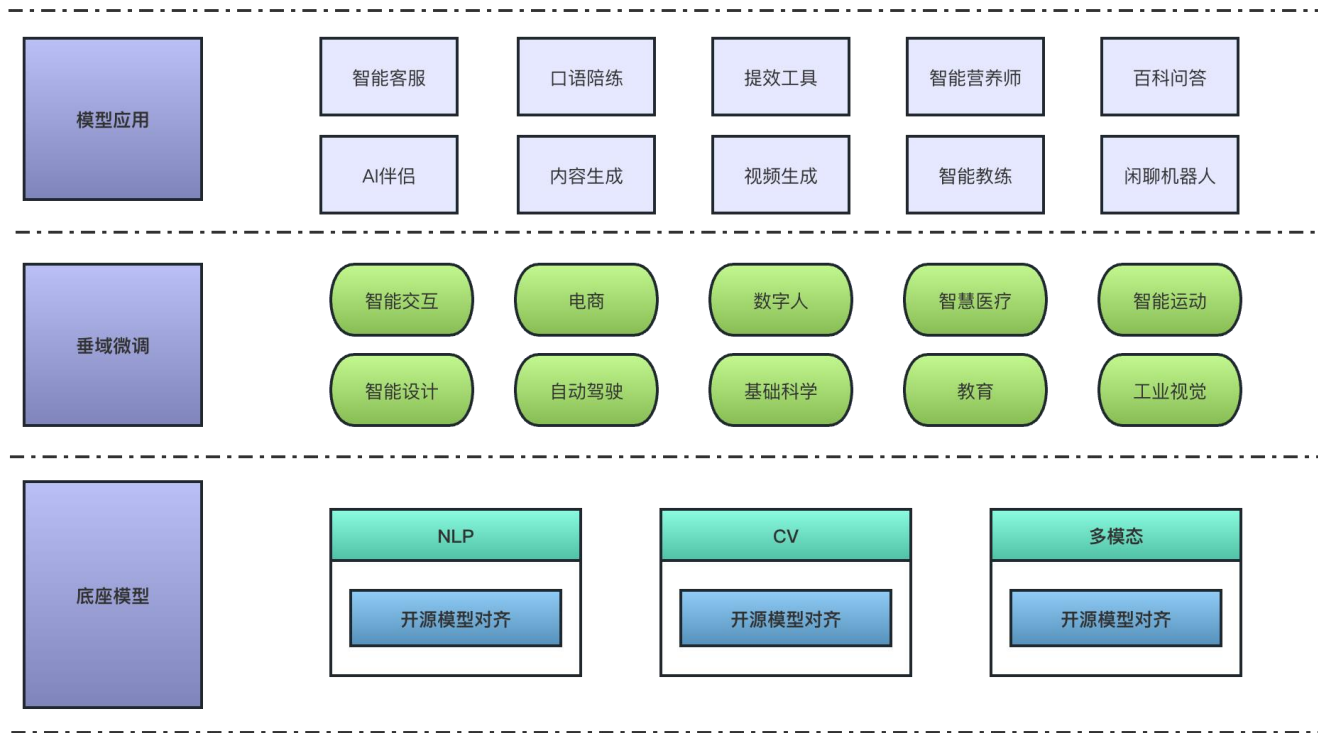 模型应用
智能客服
口语陪练
提效工具
智能营养师
百科问答
AI伴侣
内容生成
视频生成
智能教练
闲聊机器人
垂域微调
智能交互
电商
数字人
智慧医疗
智能运动
智能设计
自动驾驶
基础科学
教育
工业视觉
底座模型
NLP
CV
多模态
开源模型对齐
开源模型对齐
开源模型对齐